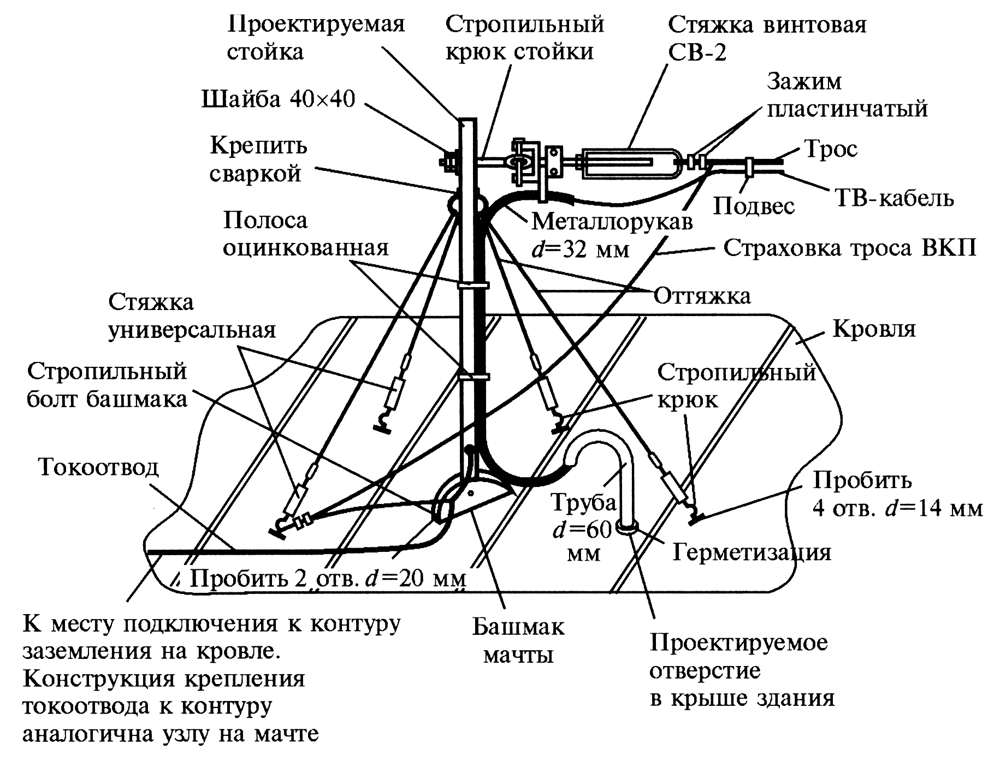 Проектируемая
стойка
Стропильный
крюк стойки
Стяжка винтовая
СВ-2
Зажим
пластинчатый
Шайба 40×40
Крепить
сваркой
Трос
ТВ-кабель
Подвес
Полоса
оцинкованная
Металлорукав
d=32 мм
Страховка троса ВКП
Оттяжка
Стяжка
универсальная
Кровля
Стропильный
болт башмака
Стропильный
крюк
Токоотвод
Пробить
4 отв. d=14 мм
Труба
d=60
мм
Герметизация
Пробить 2 отв. d=20 мм
К месту подключения к контуру
заземления на кровле.
Конструкция крепления
токоотвода к контуру
аналогична узлу на мачте
Башмак
мачты
Проектируемое
отверстие
в крыше здания